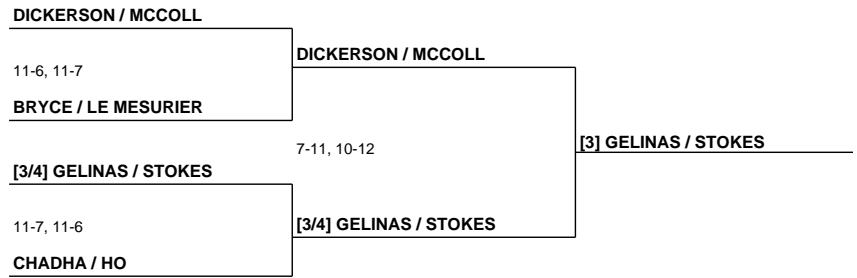 DICKERSON / MCCOLL
11-6, 11-7
BRYCE / LE MESURIER
[3/4] GELINAS / STOKES
11-7, 11-6
CHADHA / HO
DICKERSON / MCCOLL
7-11, 10-12
[3/4] GELINAS / STOKES
[3] GELINAS / STOKES